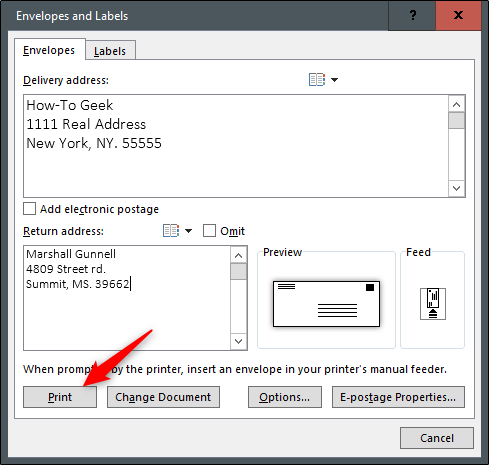 Envelopes and Labels
?
Envelopes
Labels
Delivery address:
How-To Geek
1111 Real Address
New York, NY. 55555
Add electronic postage
Return address:
Omit
Marshall Gunnell
4809 Street rd.
Summit, MS. 39662
Preview
Feed
When prompted by the printer, insert an envelope in your printer's manual feeder.
Print
Change Document
Options...
E-postage Properties...
Cancel